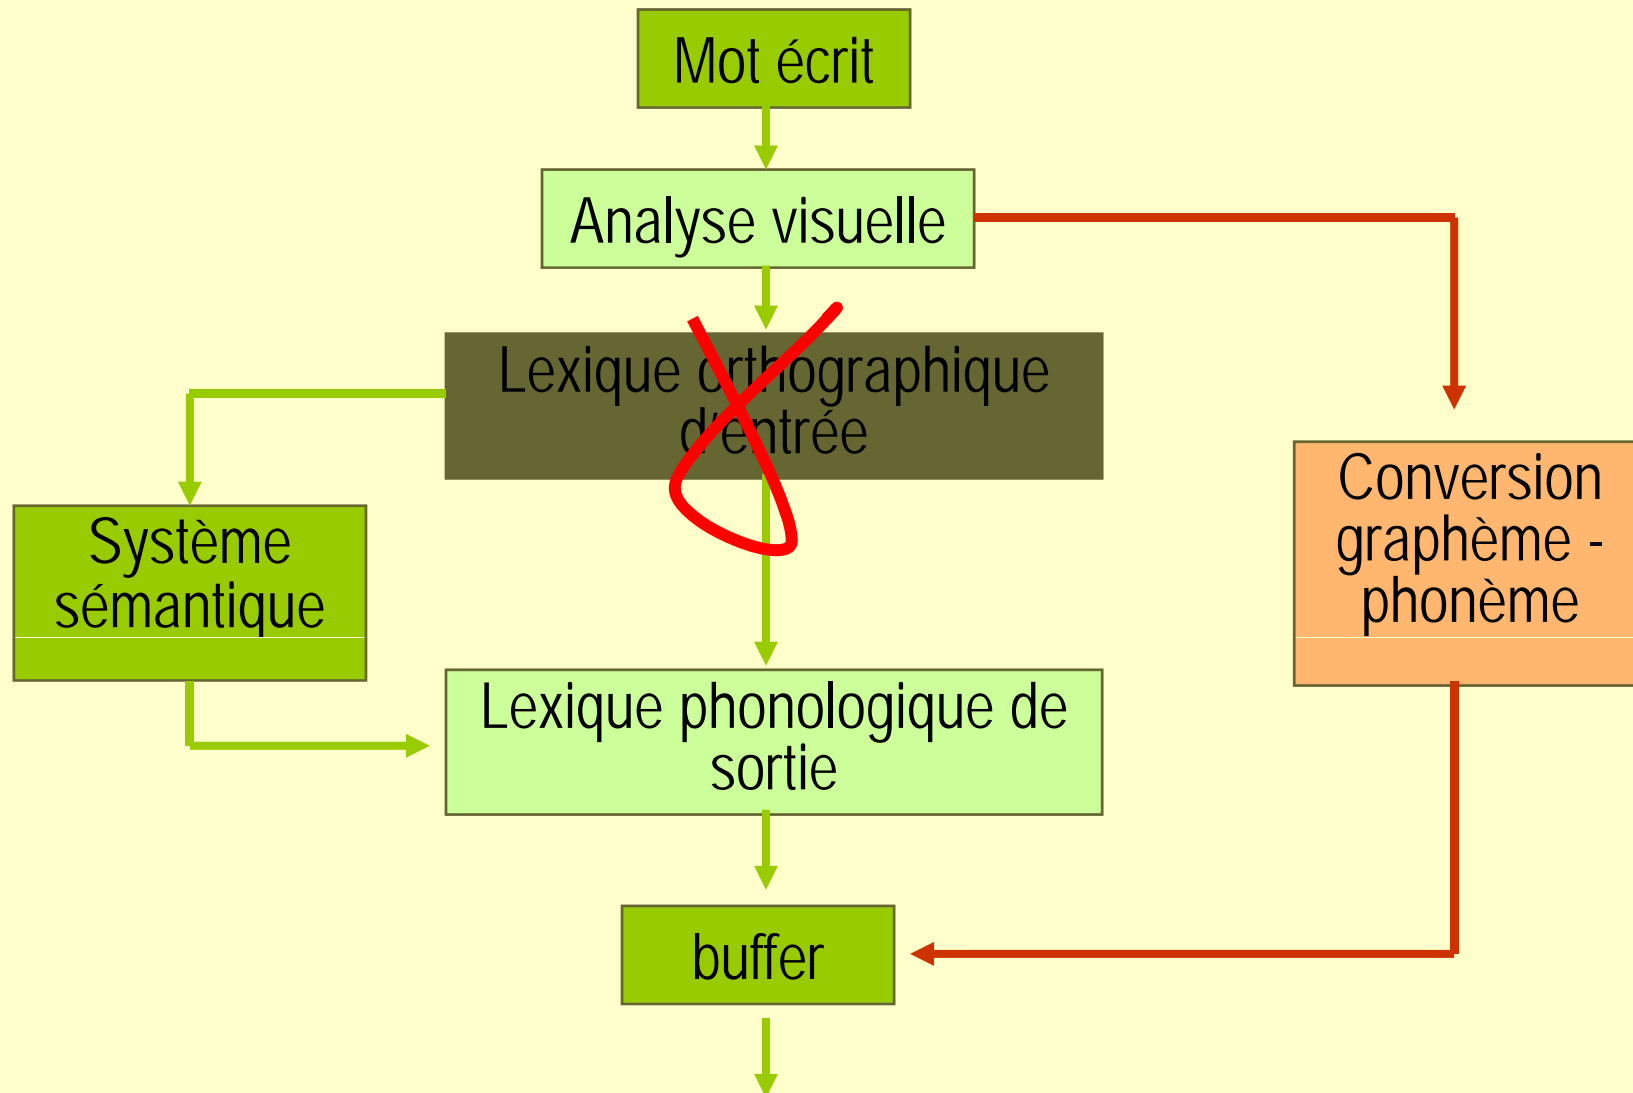 Mot écrit
Analyse visuelle
Lexique orthographique
d'entrée
Système
sémantique
Conversion
graphème -
phonème
Lexique phonologique de
sortie
buffer